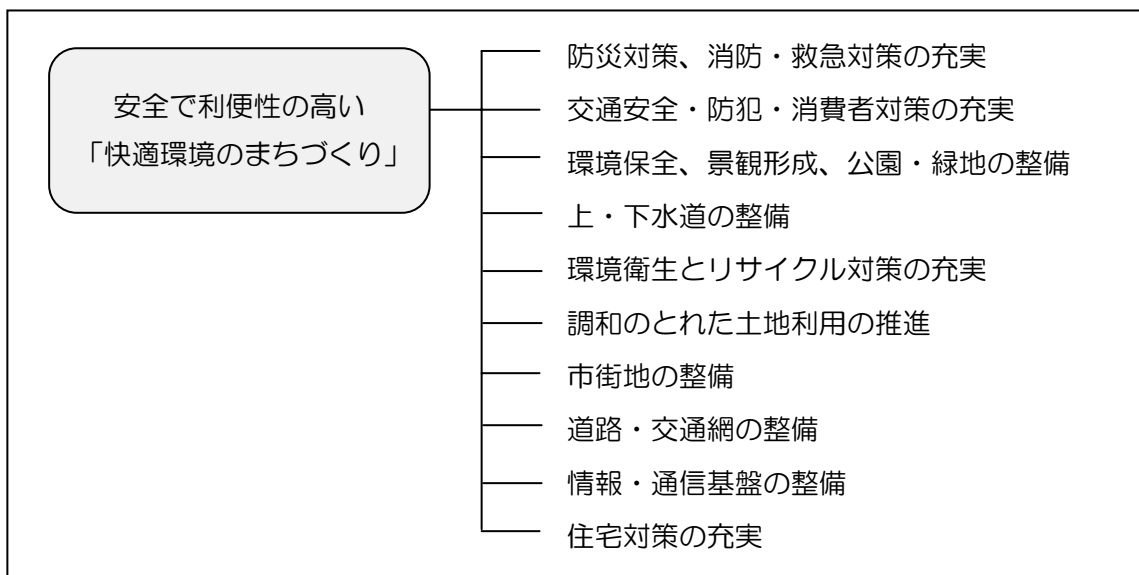 安全で利便性の高い
「快適環境のまちづくり」
防災対策、消防・救急対策の充実
交通安全・防犯・消費者対策の充実
環境保全、景観形成、公園・緑地の整備
上・下水道の整備
環境衛生とリサイクル対策の充実
調和のとれた土地利用の推進
市街地の整備
道路・交通網の整備
情報・通信基盤の整備
住宅対策の充実